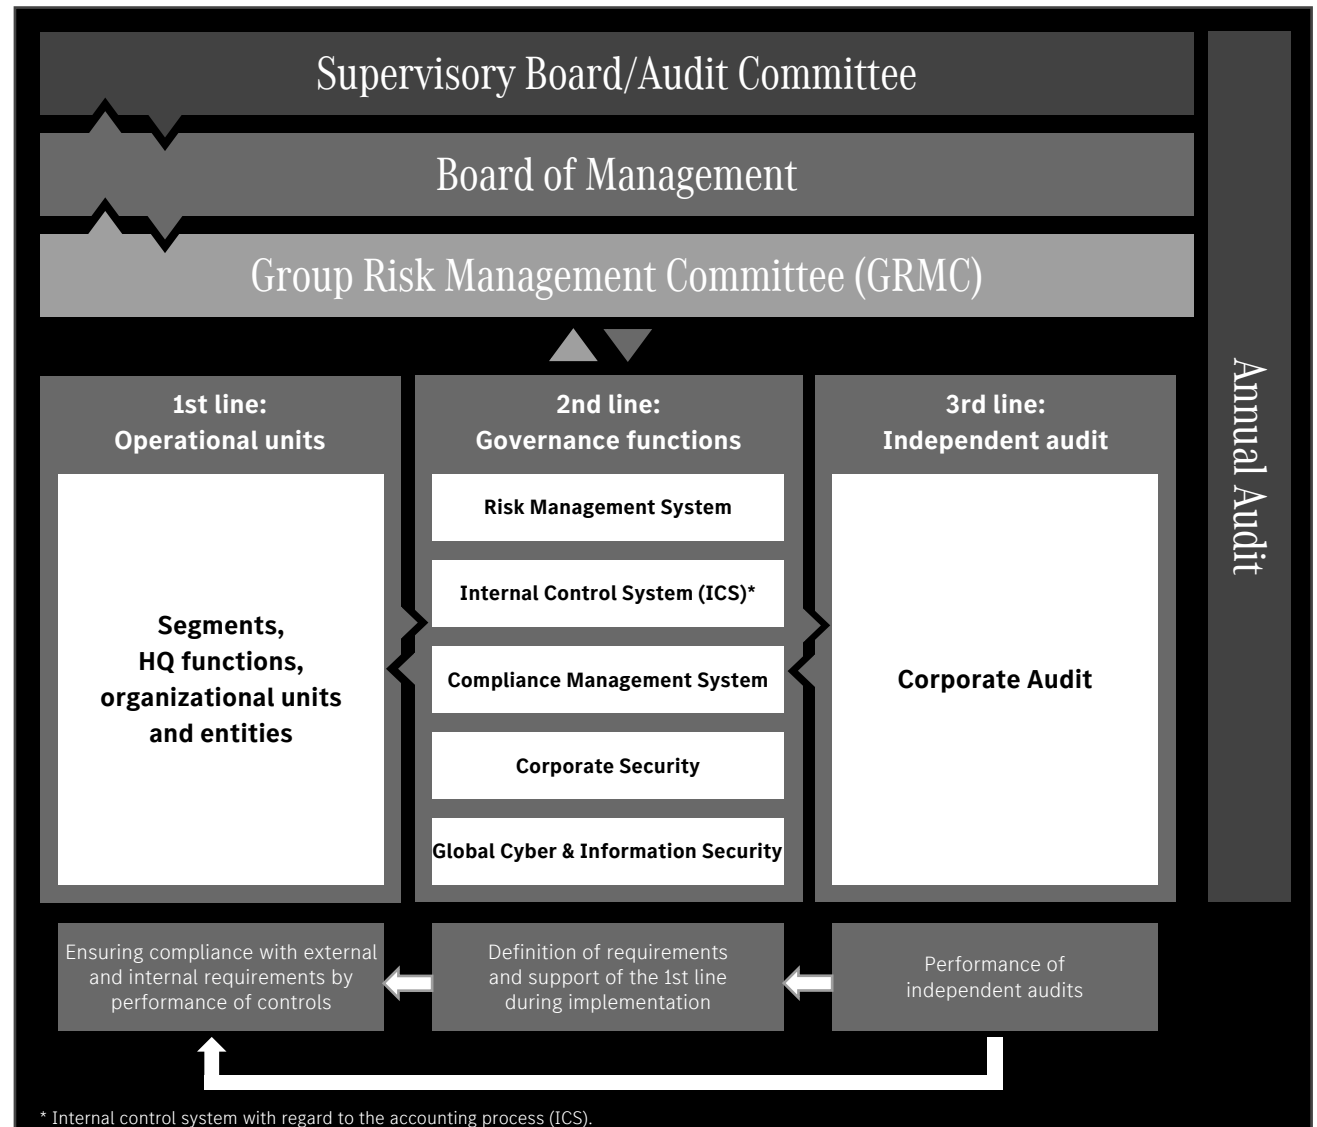 Supervisory Board/Audit Committee
Board of Management
Group Risk Management Committee (GRMC)
Annual Audit
1st line:
Operational units
Segments,
HQ functions,
organizational units
and entities
2nd line:
Governance functions
Risk Management System
Internal Control System (ICS)*
Compliance Management System
Corporate Security
Global Cyber & Information Security
3rd line:
Independent audit
Corporate Audit
Ensuring compliance with external
and internal requirements by
performance of controls
Definition of requirements
and support of the 1st line
during implementation
Performance of
independent audits
* Internal control system with regard to the accounting process (ICS).